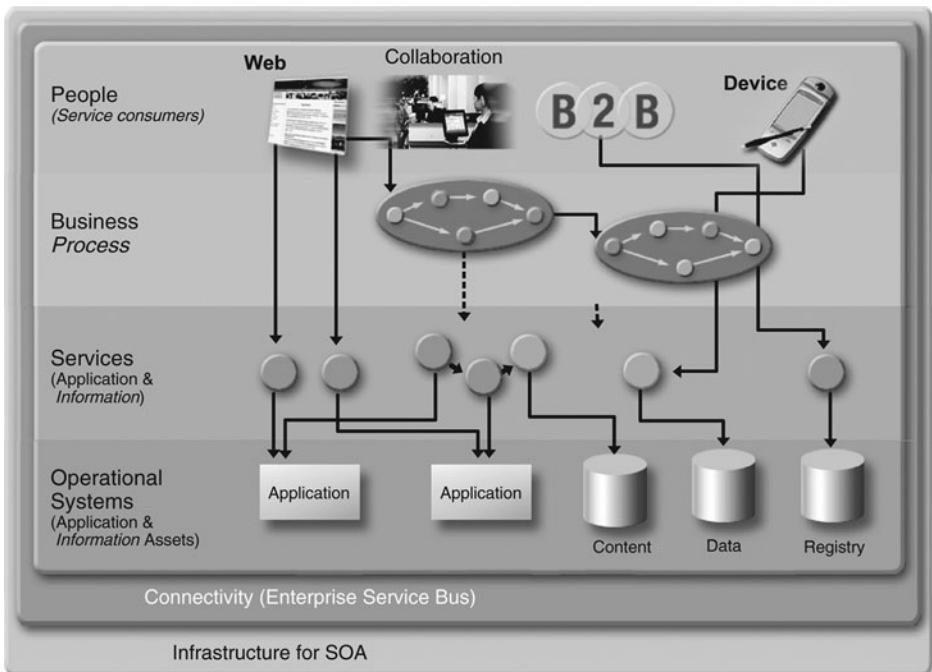 Web
Collaboration
Device
People
(Service consumers)
B2B
Business
Process
Services
(Application &
Information)
Operational
Systems
(Application &
Information Assets)
Application
Application
Content
Data
Registry
Connectivity (Enterprise Service Bus)
Infrastructure for SOA